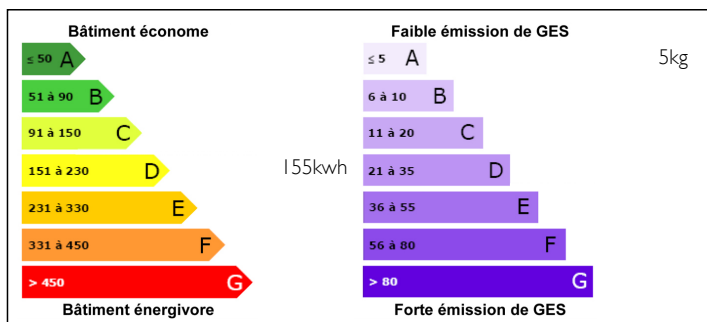 Bâtiment économe
≤ 50 A
51 à 90 B
91 à 150 C
151 à 230 D
155kwh
231 à 330 E
331 à 450 F
> 450 G
Bâtiment énergivore
Faible émission de GES
≤ 5 A
5kg
6 à 10 B
11 à 20 C
21 à 35 D
36 à 55 E
56 à 80 F
> 80 G
Forte émission de GES